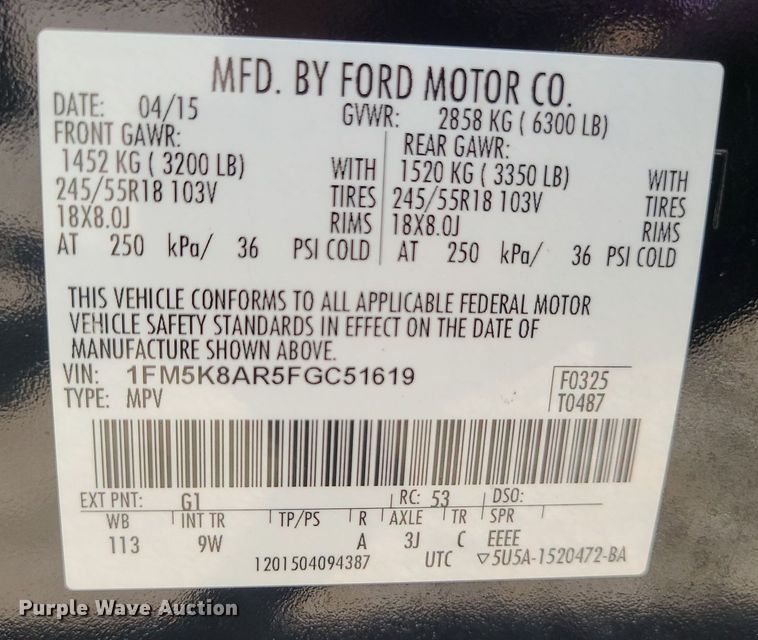 MFD. BY FORD MOTOR CO.
DATE: 04/15 GVWR: 2858 KG ( 6300 LB)
FRONT GAWR: REAR GAWR:
1452 KG ( 3200 LB) WITH 1520 KG ( 3350 LB) WITH
245/55R18 103V TIRES 245/55R18 103V TIRES
18X8.0J RIMS 18X8.0J RIMS
AT 250 kPa/ 36 PSI COLD AT 250 kPa/ 36 PSI COLD
THIS VEHICLE CONFORMS TO ALL APPLICABLE FEDERAL MOTOR
VEHICLE SAFETY STANDARDS IN EFFECT ON THE DATE OF
MANUFACTURE SHOWN ABOVE.
VIN: 1FM5K8AR5FGC51619 F0325
TYPE: MPV T0487
EXT PNT: G1 RC: 53 DSO:
WB INT TR TP/PS R AXLE TR SPR
113 9W A 3J C EEEE
1201504094387 UTC ▽5U5A-1520472-BA
Purple Wave Auction